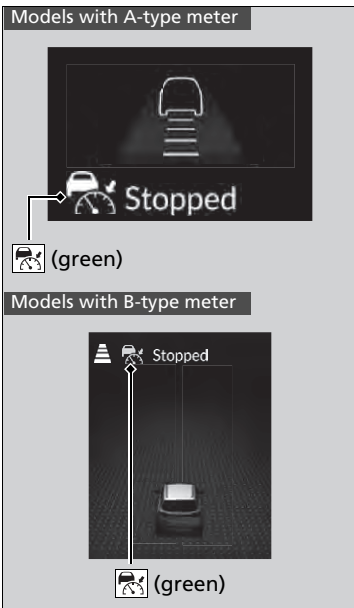 Models with A-type meter
Stopped
(green)
Models with B-type meter
Stopped
(green)